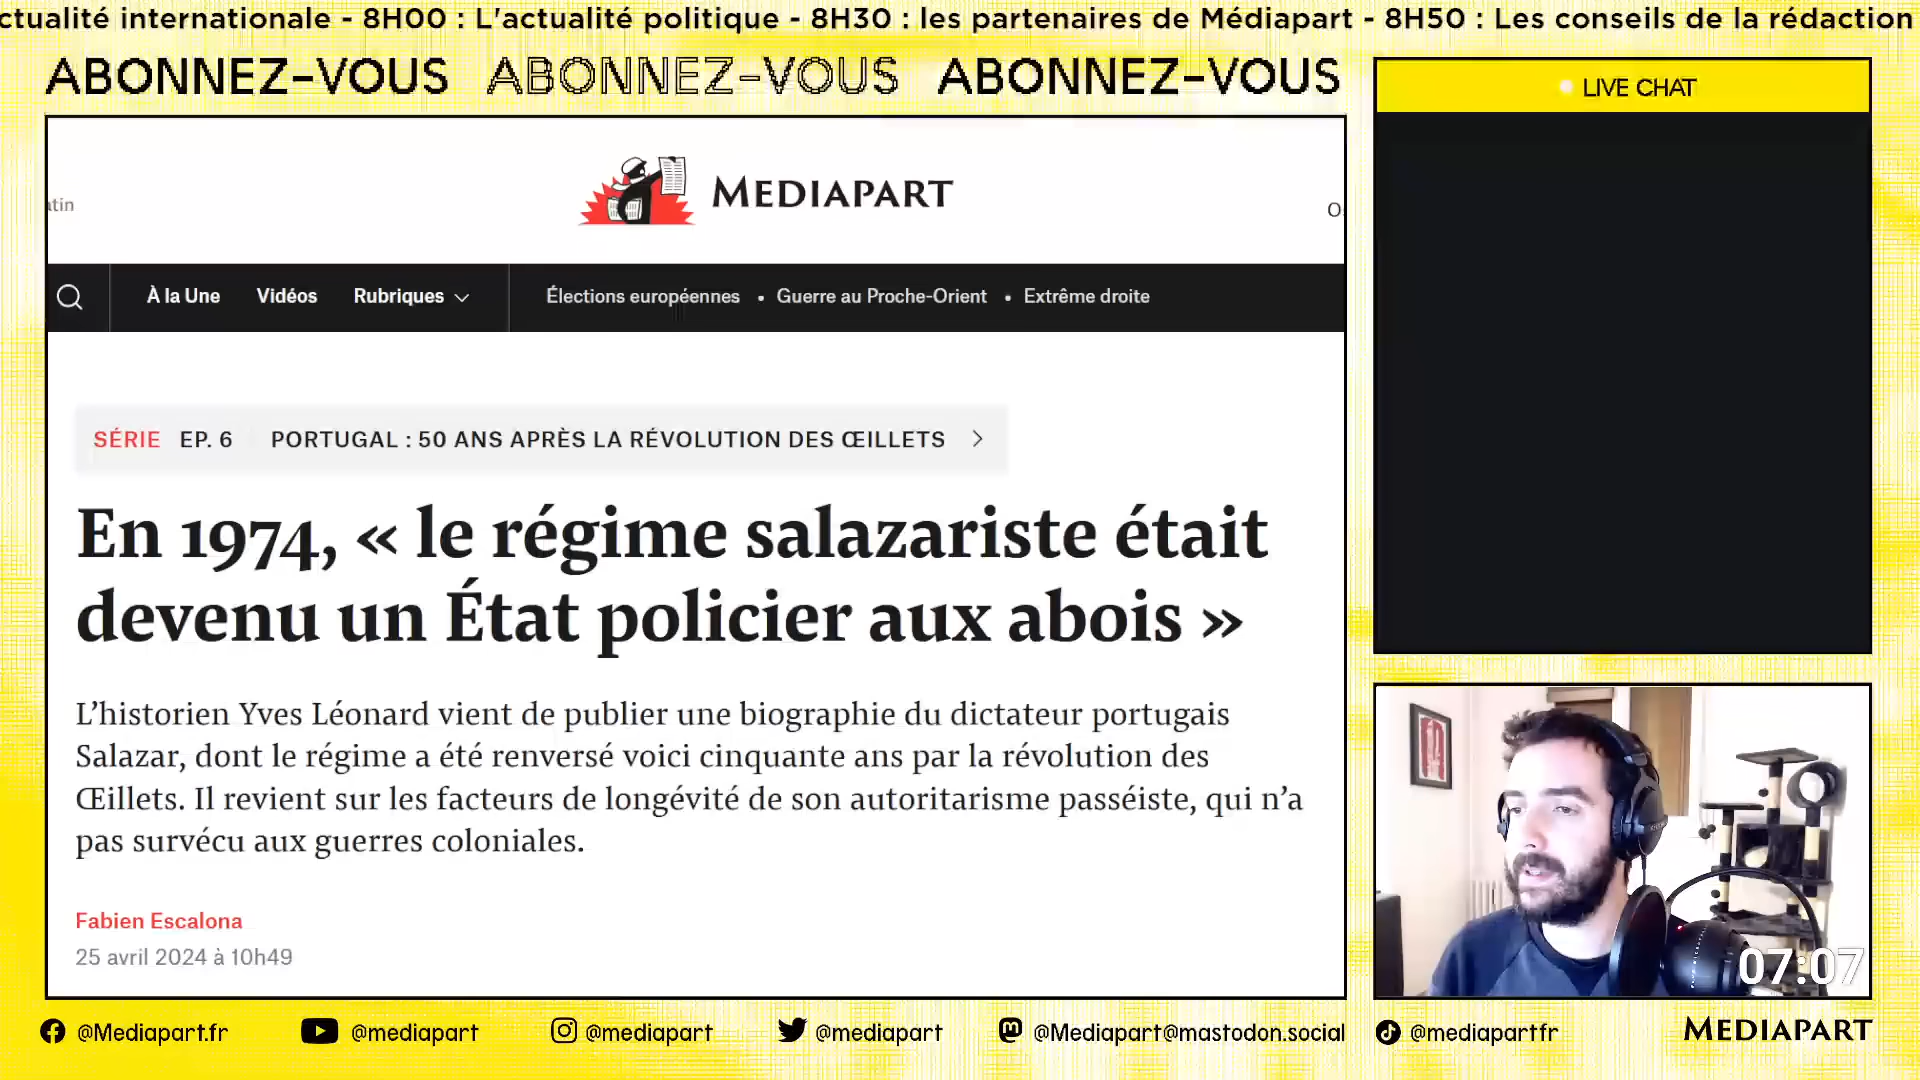 ctualité internationale - 8H00 : L'actualité politique - 8H30 : les partenaires de Médiapart - 8H50 : Les conseils de la rédaction
ABONNEZ-VOUS ABONNEZ-VOUS ABONNEZ-VOUS
LIVE CHAT
MEDIAPART
À la Une Vidéos Rubriques Élections européennes • Guerre au Proche-Orient • Extrême droite
SÉRIE EP. 6 PORTUGAL : 50 ANS APRÈS LA RÉVOLUTION DES ŒILLETS
En 1974, « le régime salazariste était
devenu un État policier aux abois »
L’historien Yves Léonard vient de publier une biographie du dictateur portugais
Salazar, dont le régime a été renversé voici cinquante ans par la révolution des
Œillets. Il revient sur les facteurs de longévité de son autoritarisme passéiste, qui n’a
pas survécu aux guerres coloniales.
Fabien Escalona
25 avril 2024 à 10h49
07:07
@Mediapart.fr @mediapart @mediapart @mediapart @Mediapart@mastodon.social @mediapartfr MEDIAPART